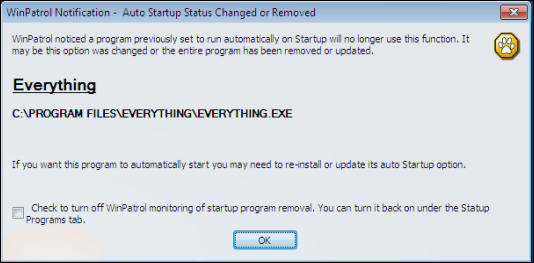 WinPatrol Notification - Auto Startup Status Changed or Removed
WinPatrol noticed a program previously set to run automatically on Startup will no longer use this function. It
may be this option was changed or the entire program has been removed or updated.
Everything
C:\PROGRAM FILES\EVERYTHING\EVERYTHING.EXE
If you want this program to automatically start you may need to re-install or update its auto Startup option.
Check to turn off WinPatrol monitoring of startup program removal. You can turn it back on under the Statup
Programs tab.
OK